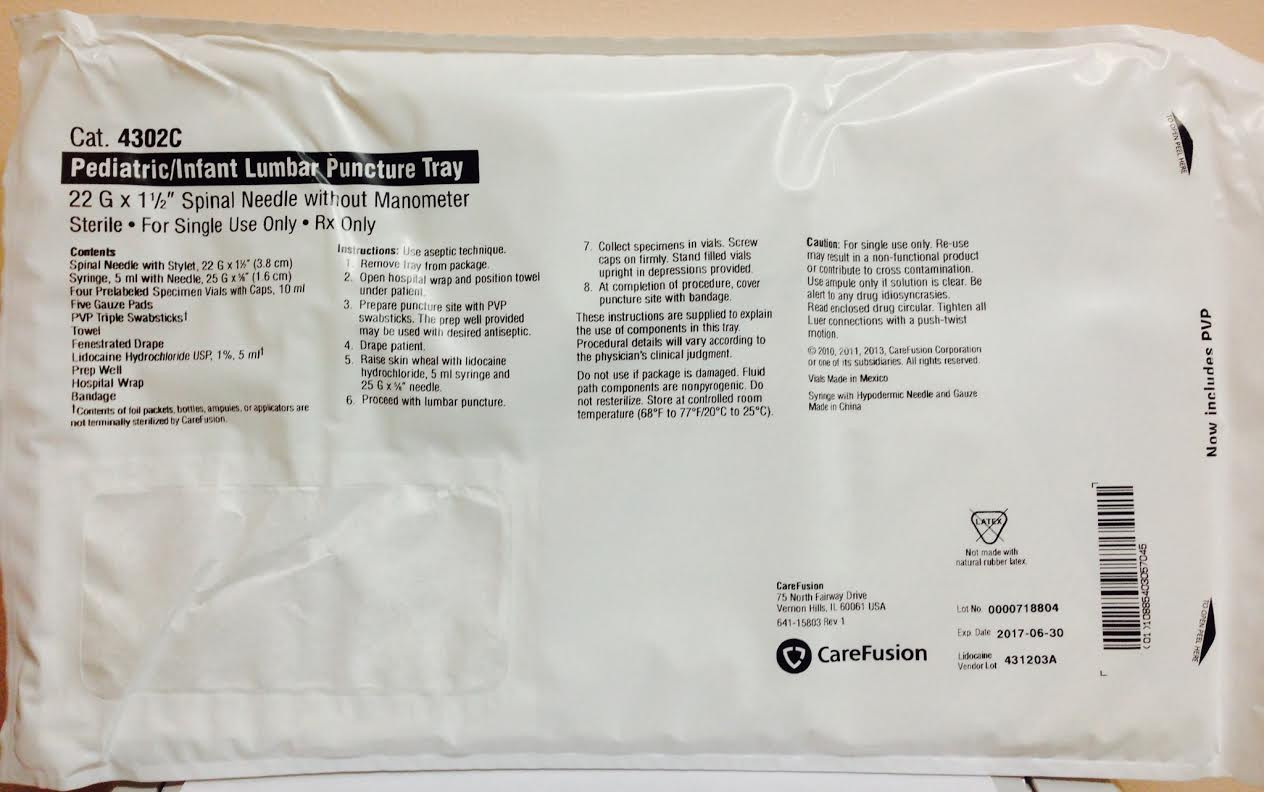 Cat. 4302C
Pediatric/Infant Lumbar Puncture Tray
22 G x 1½" Spinal Needle without Manometer
Sterile • For Single Use Only • Rx Only
Contents
Spinal Needle with Stylet, 22 G x 1½" (3.8 cm)
Syringe, 5 ml with Needle, 25 G x ⅝" (1.6 cm)
Four Prelabeled Specimen Vials with Caps, 10 ml
Five Gauze Pads
PVP Triple Swabsticks†
Towel
Fenestrated Drape
Lidocaine Hydrochloride USP, 1%, 5 ml†
Prep Well
Hospital Wrap
Bandage
†Contents of foil packets, bottles, ampules, or applicators are
not terminally sterilized by CareFusion.
Instructions: Use aseptic technique.
1. Remove tray from package.
2. Open hospital wrap and position towel
under patient.
3. Prepare puncture site with PVP
swabsticks. The prep well provided
may be used with desired antiseptic.
4. Drape patient.
5. Raise skin wheal with lidocaine
hydrochloride, 5 ml syringe and
25 G x ⅝" needle.
6. Proceed with lumbar puncture.
7. Collect specimens in vials. Screw
caps on firmly. Stand filled vials
upright in depressions provided.
8. At completion of procedure, cover
puncture site with bandage.
These instructions are supplied to explain
the use of components in this tray.
Procedural details will vary according to
the physician's clinical judgment.
Do not use if package is damaged. Fluid
path components are nonpyrogenic. Do
not resterilize. Store at controlled room
temperature (68°F to 77°F/20°C to 25°C).
Caution: For single use only. Re-use
may result in a non-functional product
or contribute to cross contamination.
Use ampule only if solution is clear. Be
alert to any drug idiosyncrasies.
Read enclosed drug circular. Tighten all
Luer connections with a push-twist
motion.
© 2010, 2011, 2013, CareFusion Corporation
or one of its subsidiaries. All rights reserved.
Vials Made in Mexico
Syringe with Hypodermic Needle and Gauze
Made in China
TO OPEN PEEL HERE
Now includes PVP
LATEX
Not made with
natural rubber latex.
CareFusion
75 North Fairway Drive
Vernon Hills, IL 60061 USA
641-15803 Rev 1
CareFusion
Lot No. 0000718804
Exp. Date 2017-06-30
Lidocaine
Vendor Lot 431203A
(01)10885403057045
TO OPEN PEEL HERE